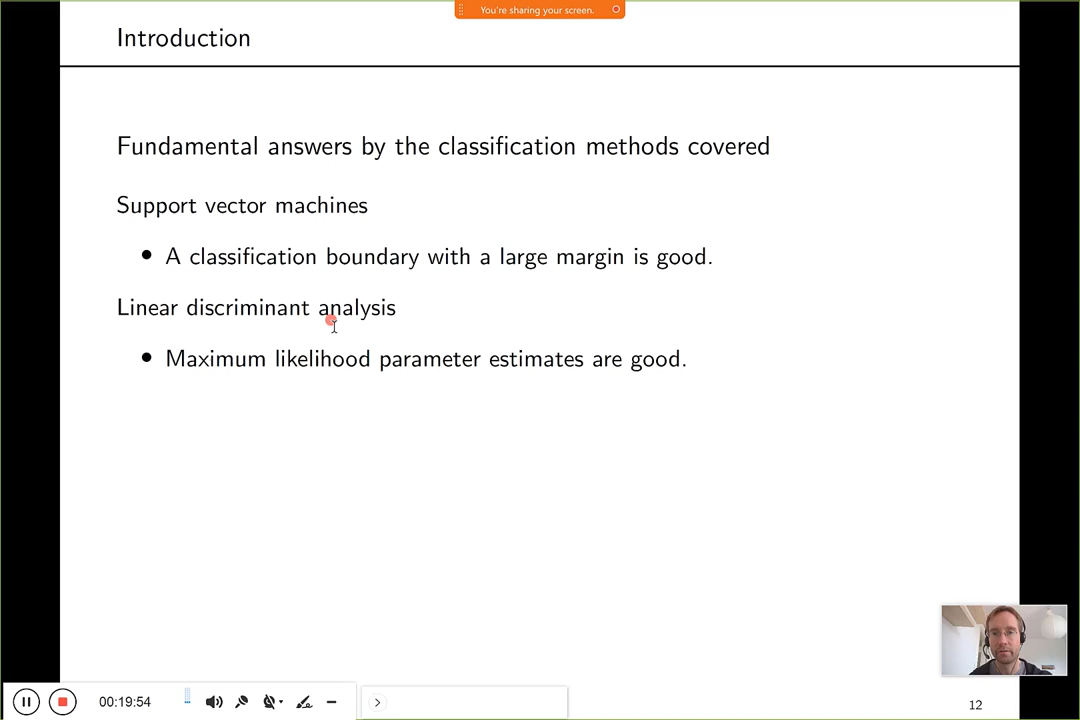 You're sharing your screen.
Introduction
Fundamental answers by the classification methods covered
Support vector machines
• A classification boundary with a large margin is good.
Linear discriminant analysis
• Maximum likelihood parameter estimates are good.
00:19:54
12